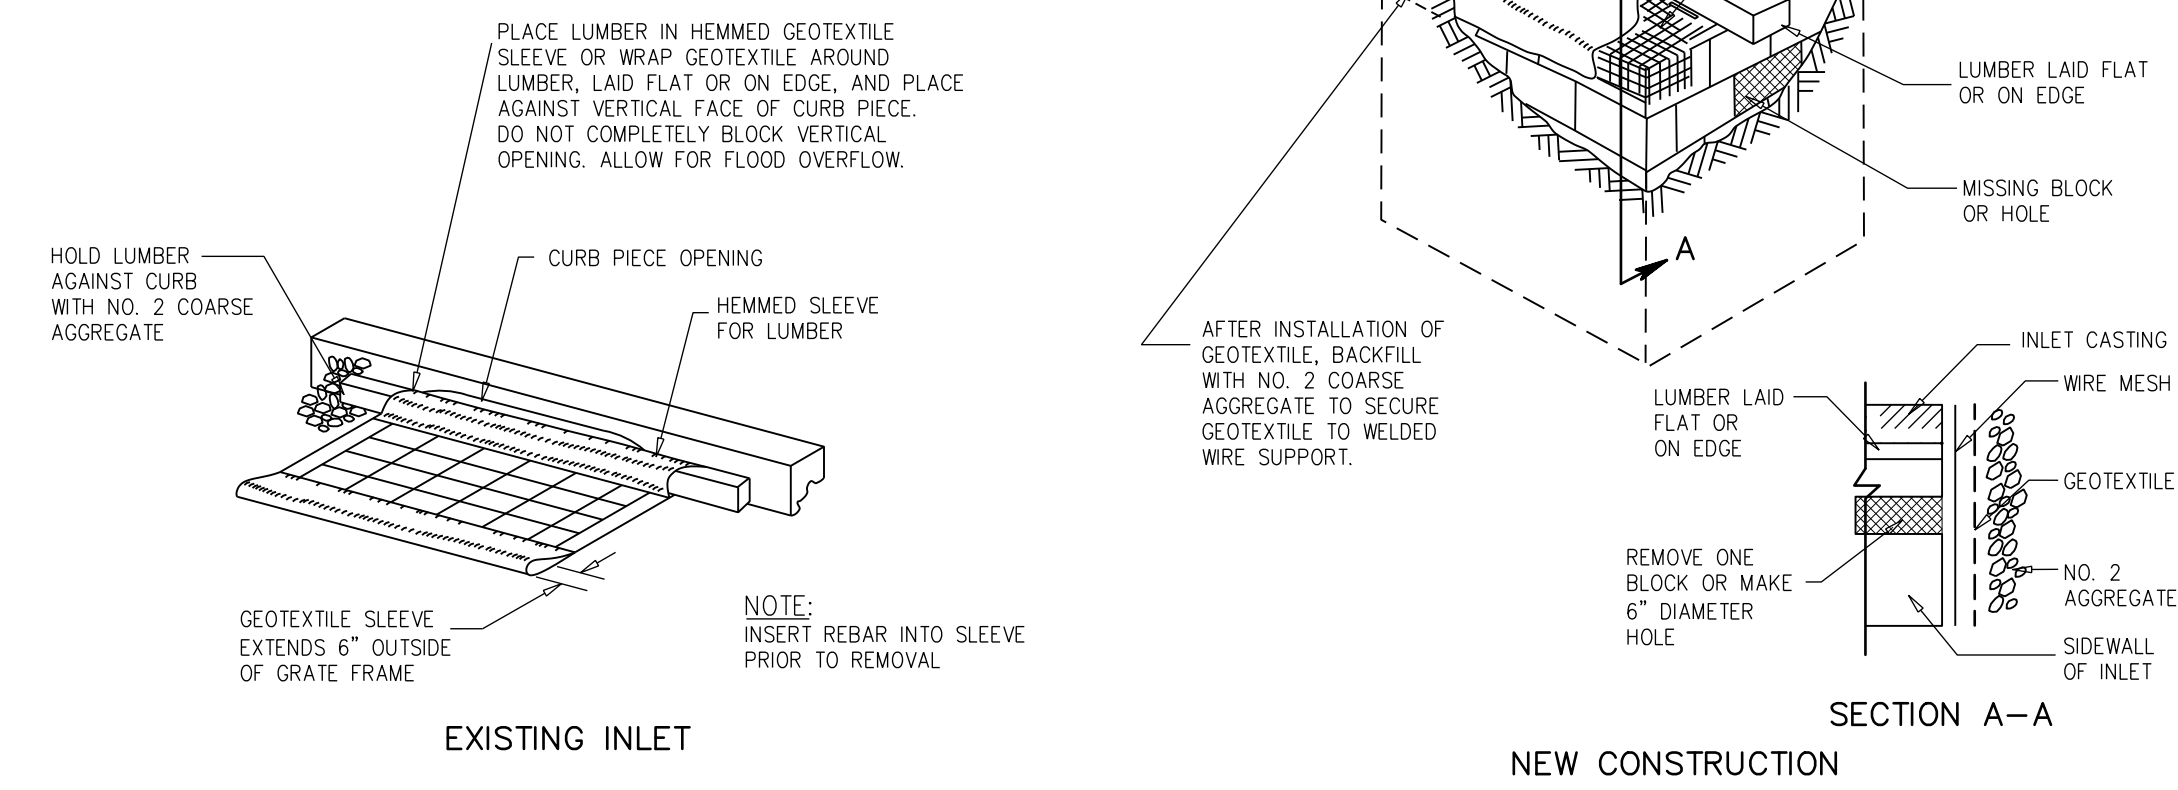 PLACE LUMBER IN HEMMED GEOTEXTILE
SLEEVE OR WRAP GEOTEXTILE AROUND
LUMBER, LAID FLAT OR ON EDGE, AND PLACE
AGAINST VERTICAL FACE OF CURB PIECE.
DO NOT COMPLETELY BLOCK VERTICAL
OPENING. ALLOW FOR FLOOD OVERFLOW.
HOLD LUMBER
AGAINST CURB
WITH NO. 2 COARSE
AGGREGATE
CURB PIECE OPENING
HEMMED SLEEVE
FOR LUMBER
GEOTEXTILE SLEEVE
EXTENDS 6” OUTSIDE
OF GRATE FRAME
NOTE:
INSERT REBAR INTO SLEEVE
PRIOR TO REMOVAL
EXISTING INLET
LUMBER LAID FLAT
OR ON EDGE
MISSING BLOCK
OR HOLE
A
AFTER INSTALLATION OF
GEOTEXTILE, BACKFILL
WITH NO. 2 COARSE
AGGREGATE TO SECURE
GEOTEXTILE TO WELDED
WIRE SUPPORT.
INLET CASTING
WIRE MESH
LUMBER LAID
FLAT OR
ON EDGE
GEOTEXTILE
REMOVE ONE
BLOCK OR MAKE
6” DIAMETER
HOLE
NO. 2
AGGREGATE
SIDEWALL
OF INLET
SECTION A-A
NEW CONSTRUCTION